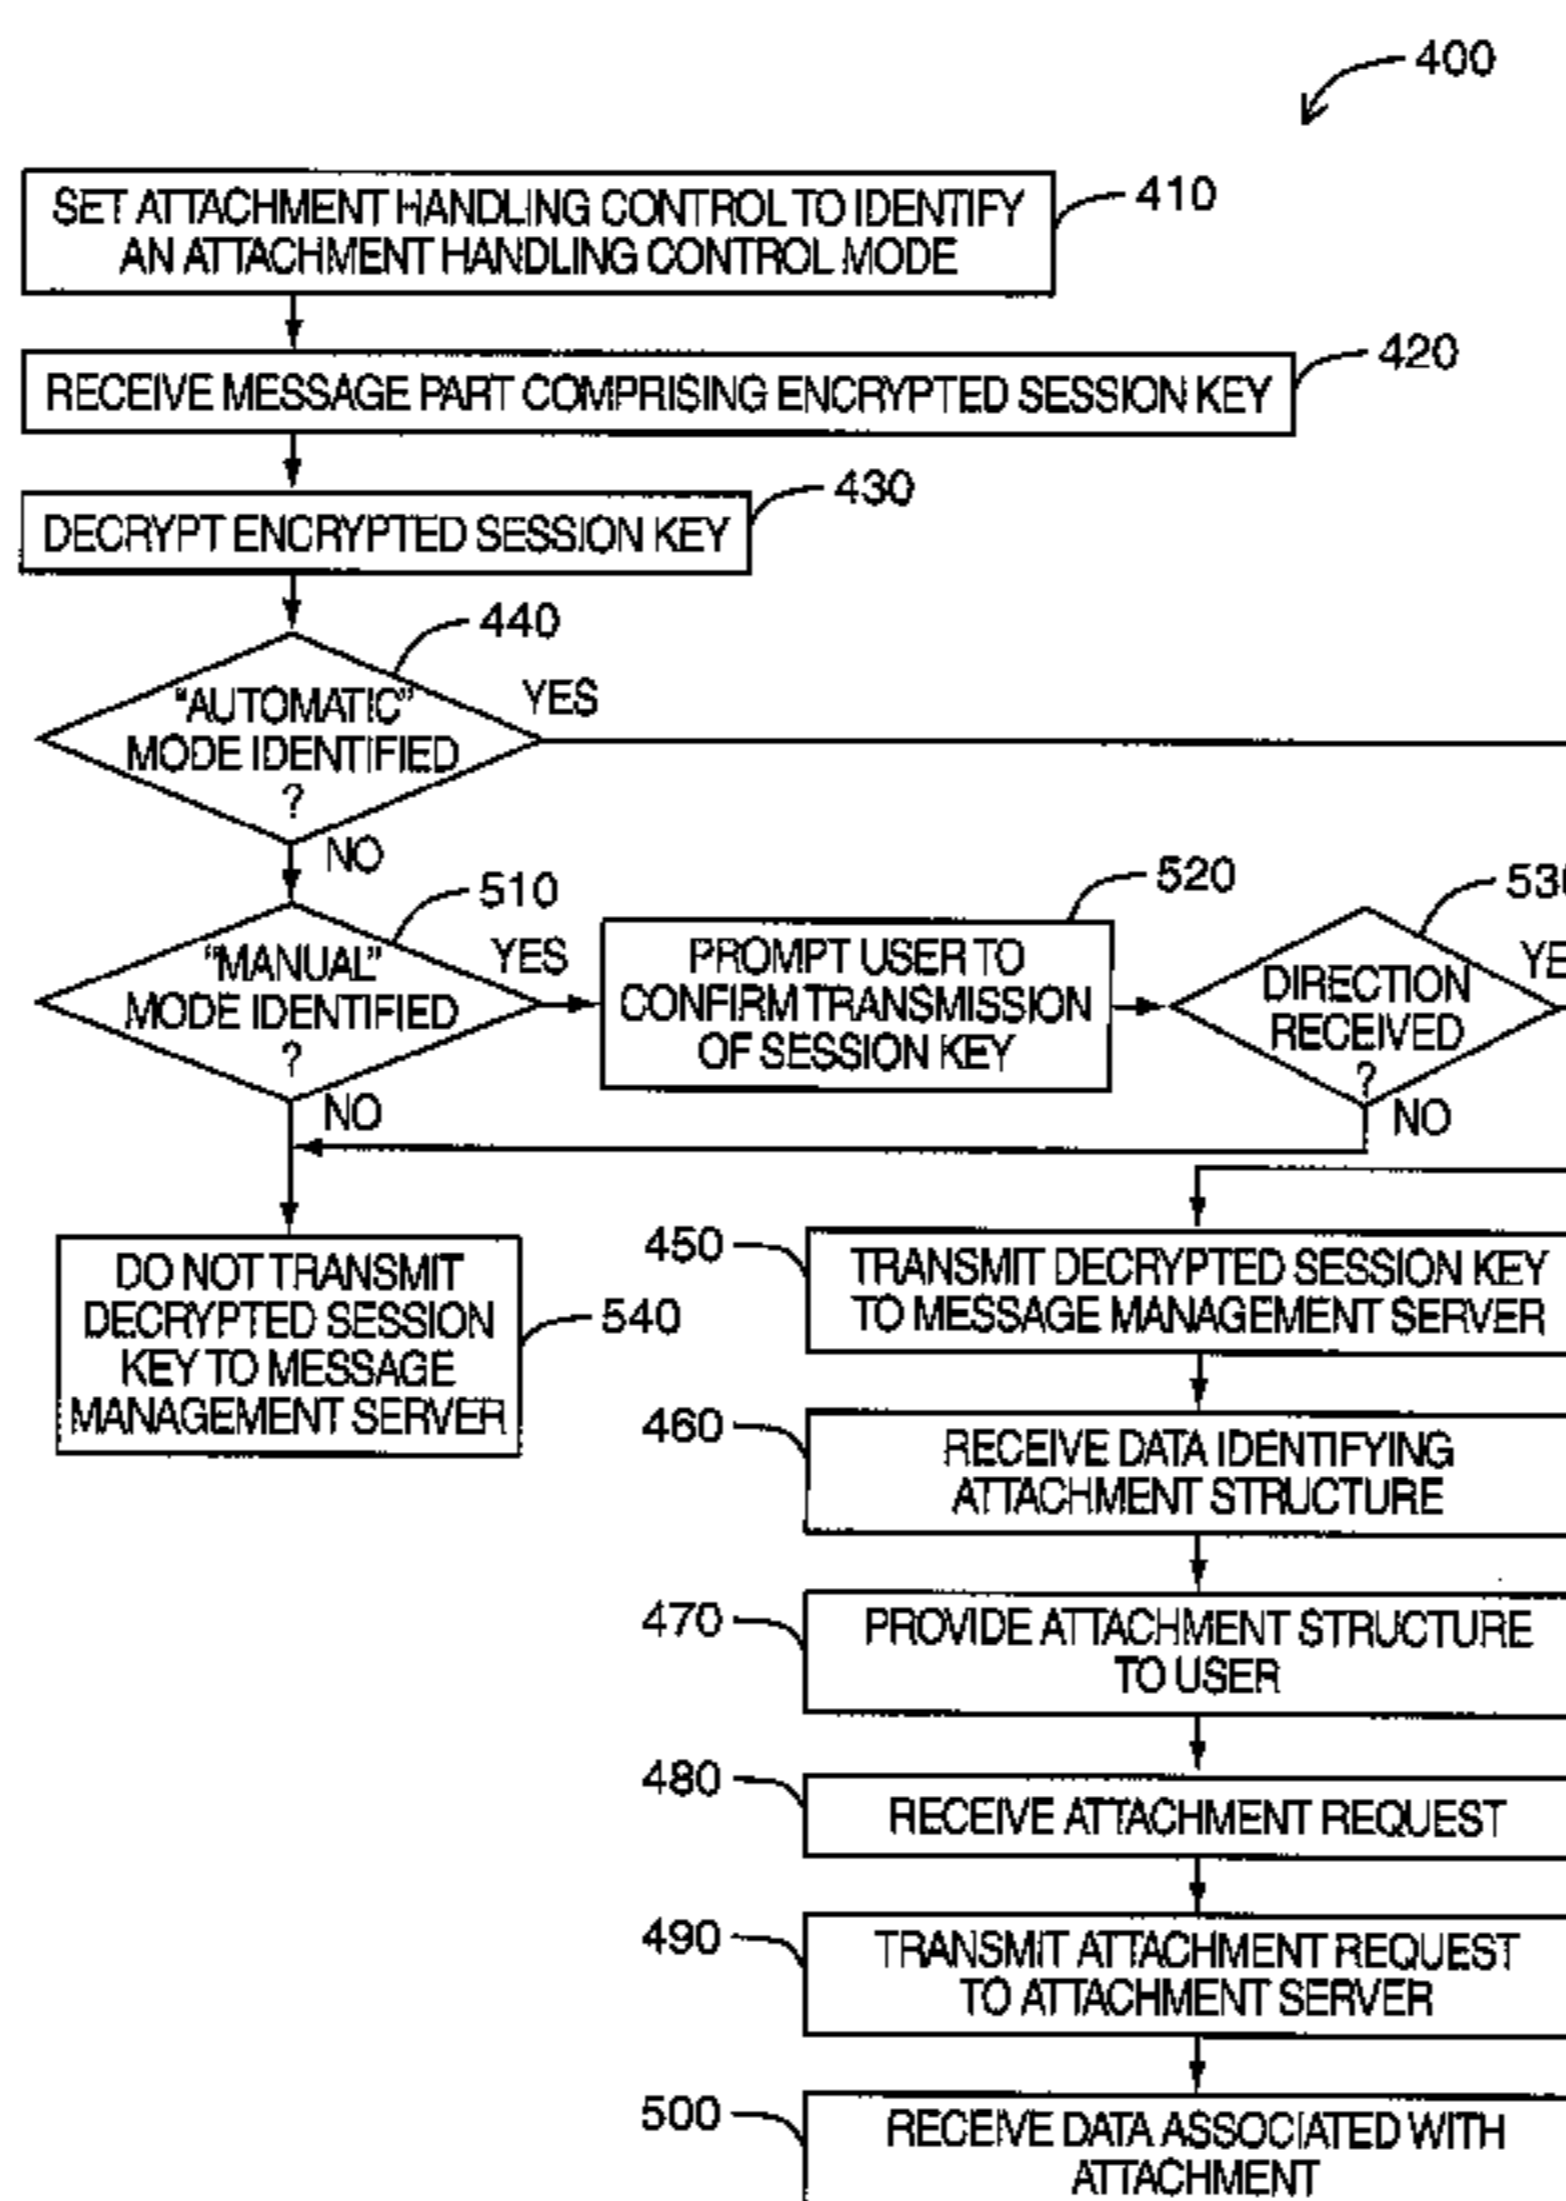 400
SET ATTACHMENT HANDLING CONTROL TO IDENTIFY
AN ATTACHMENT HANDLING CONTROL MODE
410
RECEIVE MESSAGE PART COMPRISING ENCRYPTED SESSION KEY
420
DECRYPT ENCRYPTED SESSION KEY
430
440
"AUTOMATIC"
MODE IDENTIFIED
?
YES
NO
510
"MANUAL"
MODE IDENTIFIED
?
YES
NO
520
PROMPT USER TO
CONFIRM TRANSMISSION
OF SESSION KEY
DIRECTION
RECEIVED
?
NO
DO NOT TRANSMIT
DECRYPTED SESSION
KEY TO MESSAGE
MANAGEMENT SERVER
540
450
TRANSMIT DECRYPTED SESSION KEY
TO MESSAGE MANAGEMENT SERVER
460
RECEIVE DATA IDENTIFYING
ATTACHMENT STRUCTURE
470
PROVIDE ATTACHMENT STRUCTURE
TO USER
480
RECEIVE ATTACHMENT REQUEST
490
TRANSMIT ATTACHMENT REQUEST
TO ATTACHMENT SERVER
500
RECEIVE DATA ASSOCIATED WITH
ATTACHMENT